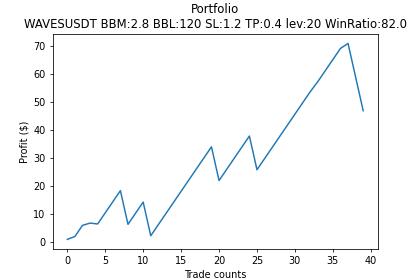 Portfolio
WAVESUSDT BBM:2.8 BBL:120 SL:1.2 TP:0.4 lev:20 WinRatio:82.0
70
60
50
40
30
20
10
0
Profit ($)
0 5 10 15 20 25 30 35 40
Trade counts